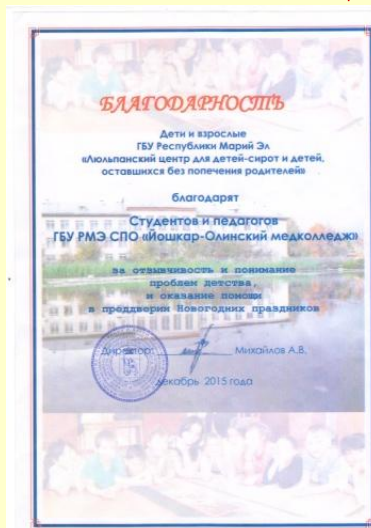 БЛАГОДАРНОСТЬ
Дети и взрослые
ГБУ Республики Марий Эл
«Люльпанский центр для детей-сирот и детей,
оставшихся без попечения родителей»
благодарят
Студентов и педагогов
ГБУ РМЭ СПО «Йошкар-Олинский медколледж»
за отзывчивость и понимание
проблем детства,
и оказание помощи
в преддверии Новогодних праздников
Директор Михайлов А.В.
декабрь 2015 года